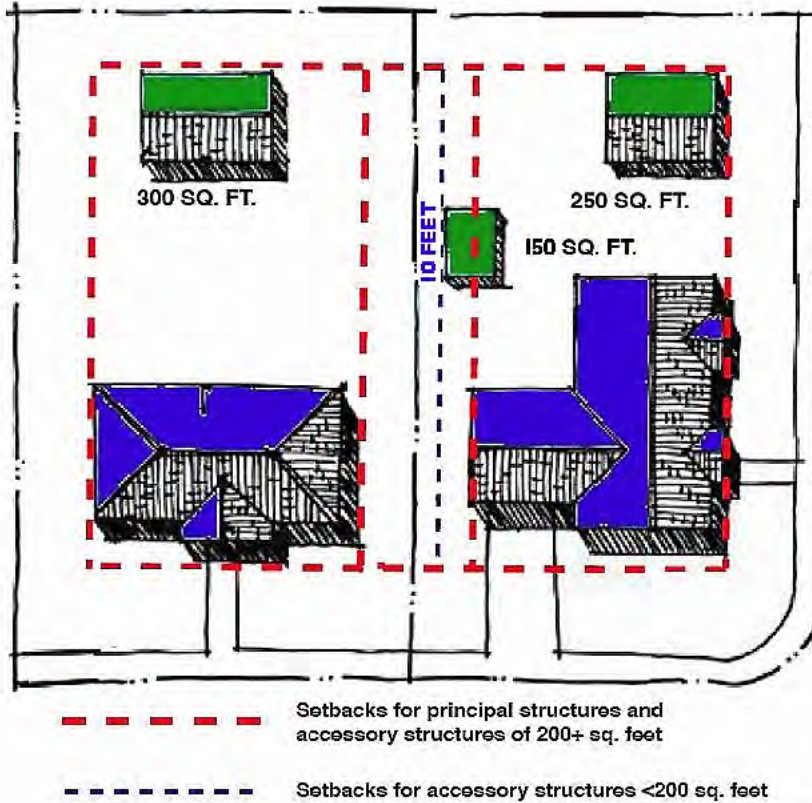 300 SQ. FT.
250 SQ. FT.
10 FEET
150 SQ. FT.
Setbacks for principal structures and
accessory structures of 200+ sq. feet
Setbacks for accessory structures <200 sq. feet